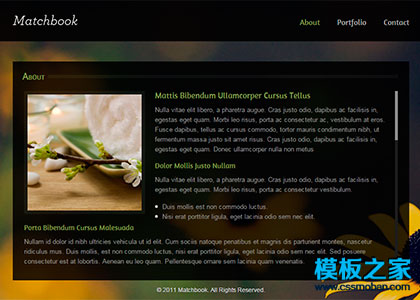 Matchbook
About Portfolio Contact
About
Mattis Bibendum Ullamcorper Cursus Tellus
Nulla vitae elit libero, a pharetra augue. Cras justo odio, dapibus ac facilisis in,
egestas eget quam. Morbi leo risus, porta ac consectetur ac, vestibulum at eros.
Fusce dapibus, tellus ac cursus commodo, tortor mauris condimentum nibh, ut
fermentum massa justo sit amet risus. Cras justo odio, dapibus ac facilisis in,
egestas eget quam. Donec ullamcorper nulla non metus
Dolor Mollis Justo Nullam
Nulla vitae elit libero, a pharetra augue. Cras justo odio, dapibus ac facilisis in,
egestas eget quam. Morbi leo risus, porta ac consectetur vestibulum.
Duis mollis, est non commodo luctus.
Nisi erat porttitor ligula, eget lacinia odio sem nec elit.
Porta Bibendum Cursus Malesuada
Nullam id dolor id nibh ultricies vehicula ut id elit. Cum sociis natoque penatibus et magnis dis parturient montes, nascetur
ridiculus mus. Duis mollis, est non commodo luctus, nisi erat porttitor ligula, eget lacinia odio sem nec elit. Sed posuere
consectetur est at lobortis. Aenean eu leo quam. Pellentesque ornare sem lacinia quam venenatis.
© 2011 Matchbook. All Rights Reserved
模板之家
www.cssmoban.com